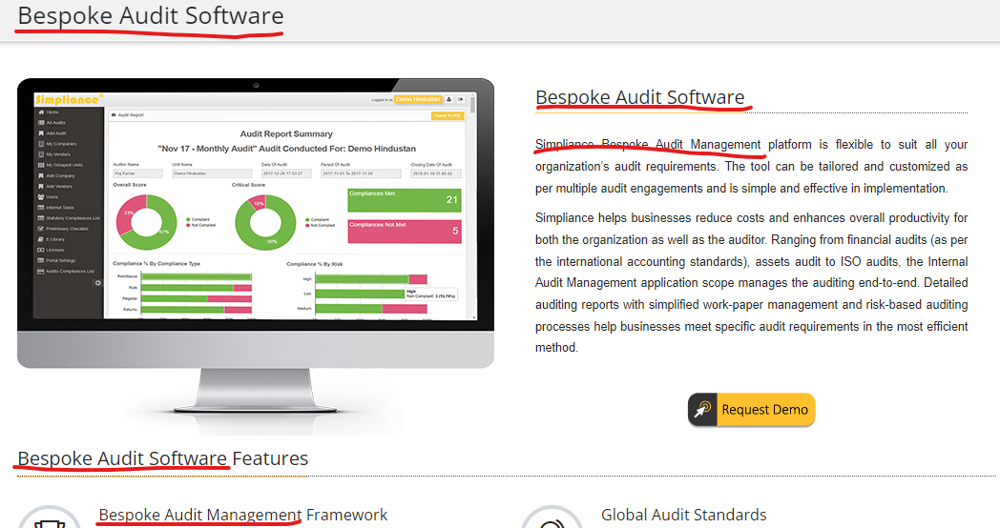 Bespoke Audit Software
Simpliance
Logged in as Demo Hindustan
Home
All Audits
Add Audit
My Companies
My Vendors
My Grouped Units
Add Company
Add Vendors
Users
Internal Tasks
Statutory Compliances List
Preliminary Checklist
E-Library
Licenses
Portal Settings
Audits Compliances List
Audit Report
Export To PDF
Audit Report Summary
"Nov 17 - Monthly Audit" Audit Conducted For: Demo Hindustan
Auditor Name Unit Name Date Of Audit Period Of Audit Closing Date Of Audit
Raj Kumar Demo Hindustan 2017-12-26 17:53:27 2017-11-01 To 2017-11-30
Overall Score Critical Score
33%
67%
Compliant
Not Complied
10%
90%
Compliant
Not Complied
Compliances Met
21
Compliances Not Met
5
Compliance % By Compliance Type Compliance % By Risk
Remittance
Rule
Register
Returns
High
Low
Medium
High
Not Compliant: 3 (15.79%)
Bespoke Audit Software
Simpliance Bespoke Audit Management platform is flexible to suit all your
organization's audit requirements. The tool can be tailored and customized as
per multiple audit engagements and is simple and effective in implementation.
Simpliance helps businesses reduce costs and enhances overall productivity for
both the organization as well as the auditor. Ranging from financial audits (as per
the international accounting standards), assets audit to ISO audits, the Internal
Audit Management application scope manages the auditing end-to-end. Detailed
auditing reports with simplified work-paper management and risk-based auditing
processes help businesses meet specific audit requirements in the most efficient
method.
Request Demo
Bespoke Audit Software Features
Bespoke Audit Management Framework
Global Audit Standards